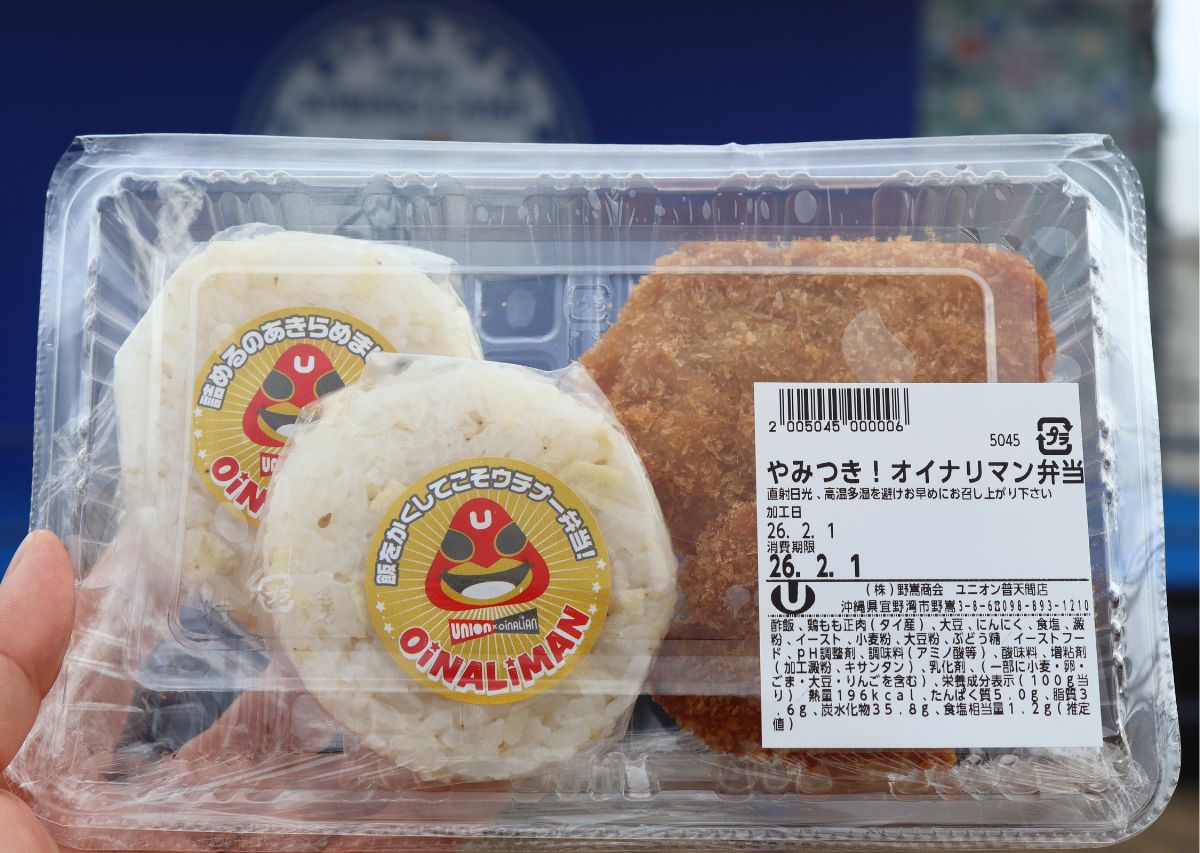 詰めるのあきらめま
U
OiN
飯をかくしてこそウチナー弁当!
U
UNION×OINALIAN
OiNALiMAN
2 005045 000006
5045
プラ
やみつき!オイナリマン弁当
直射日光、高温多湿を避けお早めにお召し上がり下さい
加工日
26. 2. 1
消費期限
26. 2. 1
(株)野嵩商会 ユニオン普天間店
沖縄県宜野湾市野嵩3-8-6☎098-893-1210
酢飯、鶏もも正肉(タイ産)、大豆、にんにく、食塩、澱
粉、イースト、小麦粉、大豆粉、ぶどう糖/イーストフー
ド、pH調整剤、調味料(アミノ酸等)、酸味料、増粘剤
(加工澱粉、キサンタン)、乳化剤、(一部に小麦・卵・
ごま・大豆・りんごを含む)、栄養成分表示(100g当
り)熱量196kcal、たんぱく質5.0g、脂質3
.6g、炭水化物35.8g、食塩相当量1.2g(推定
値)